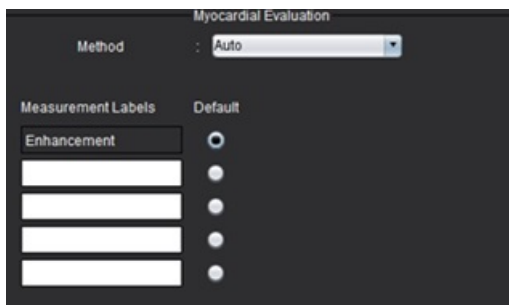 Myocardial Evaluation
Method : Auto
Measurement Labels Default
Enhancement